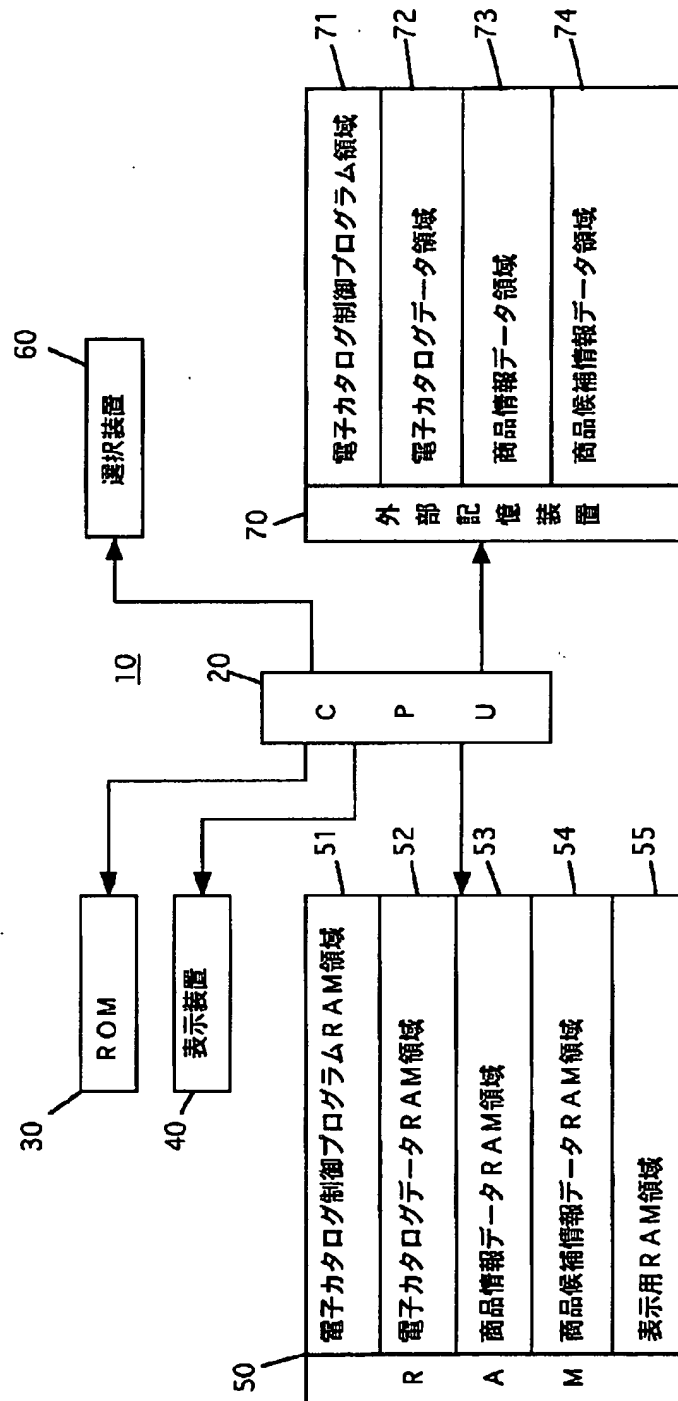 10
20
CPU
30
ROM
40
表示装置
50
RAM
電子カタログ制御プログラムRAM領域
51
電子カタログデータRAM領域
52
商品情報データRAM領域
53
商品候補情報データRAM領域
54
表示用RAM領域
55
60
選択装置
70
外部記憶装置
電子カタログ制御プログラム領域
71
電子カタログデータ領域
72
商品情報データ領域
73
商品候補情報データ領域
74